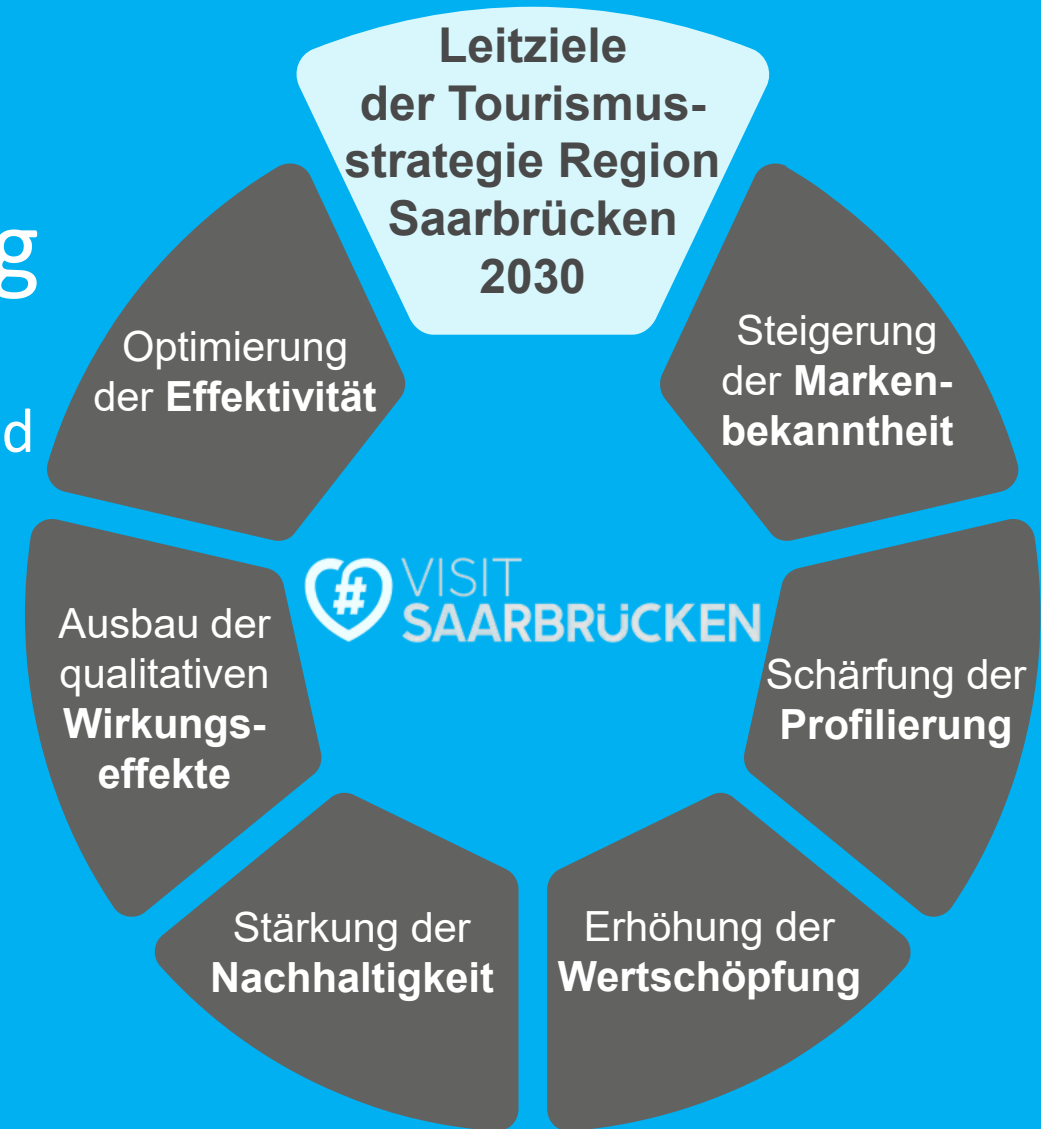 Leitziele
der Tourismus-
strategie Region
Saarbrücken
2030
Steigerung
der Marken-
bekanntheit
Schärfung der
Profilierung
Erhöhung der
Wertschöpfung
Stärkung der
Nachhaltigkeit
Ausbau der
qualitativen
Wirkungs-
effekte
Optimierung
der Effektivität
#
VISIT
SAARBRÜCKEN
g
d